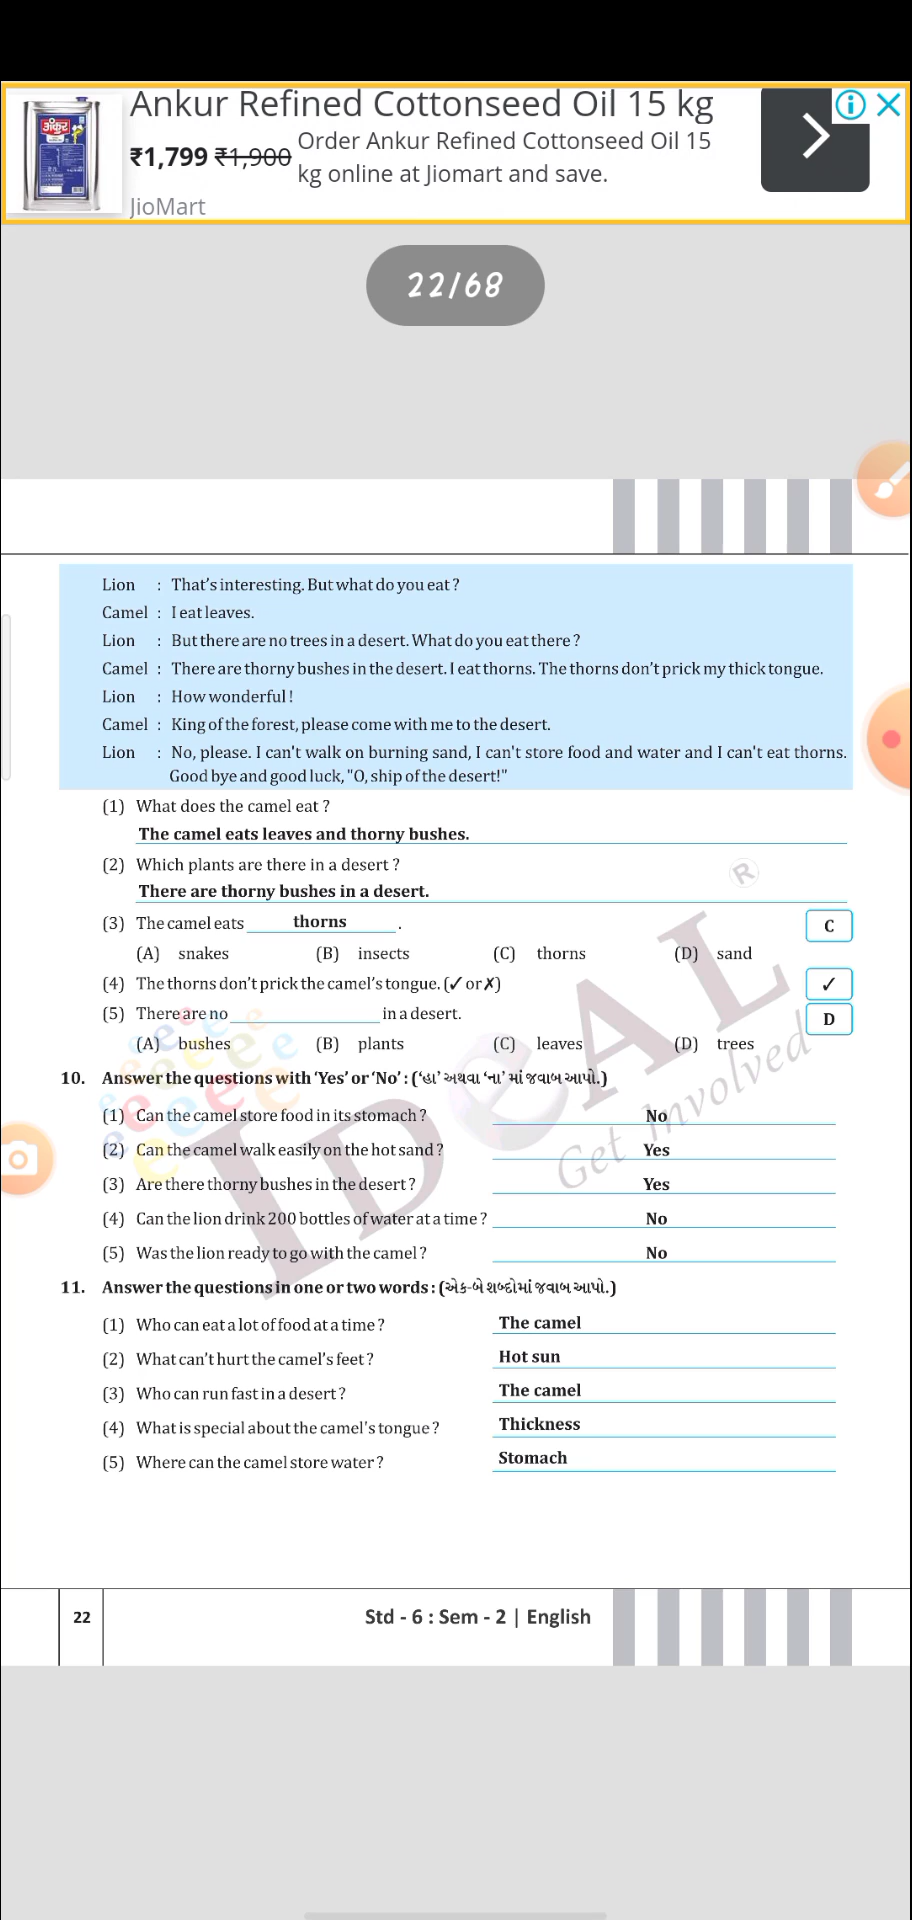 Ankur Refined Cottonseed Oil 15 kg
₹1,799 ₹1,900 Order Ankur Refined Cottonseed Oil 15 kg online at Jiomart and save.
JioMart
अंकुर
22/68
Lion : That's interesting. But what do you eat ?
Camel : I eat leaves.
Lion : But there are no trees in a desert. What do you eat there ?
Camel : There are thorny bushes in the desert. I eat thorns. The thorns don't prick my thick tongue.
Lion : How wonderful !
Camel : King of the forest, please come with me to the desert.
Lion : No, please. I can't walk on burning sand, I can't store food and water and I can't eat thorns.
Good bye and good luck, "O, ship of the desert!"
(1) What does the camel eat ?
The camel eats leaves and thorny bushes.
(2) Which plants are there in a desert ?
There are thorny bushes in a desert.
(3) The camel eats thorns . C
(A) snakes (B) insects (C) thorns (D) sand
(4) The thorns don't prick the camel's tongue. (✓ or ✗) ✓
(5) There are no ____________ in a desert. D
(A) bushes (B) plants (C) leaves (D) trees
10. Answer the questions with 'Yes' or 'No' : ('હા' અથવા 'ના' માં જવાબ આપો.)
(1) Can the camel store food in its stomach ? No
(2) Can the camel walk easily on the hot sand ? Yes
(3) Are there thorny bushes in the desert ? Yes
(4) Can the lion drink 200 bottles of water at a time ? No
(5) Was the lion ready to go with the camel ? No
11. Answer the questions in one or two words : (એક-બે શબ્દોમાં જવાબ આપો.)
(1) Who can eat a lot of food at a time ? The camel
(2) What can't hurt the camel's feet ? Hot sun
(3) Who can run fast in a desert ? The camel
(4) What is special about the camel's tongue ? Thickness
(5) Where can the camel store water ? Stomach
IDeAL
®
Get Involved
22 Std - 6 : Sem - 2 | English